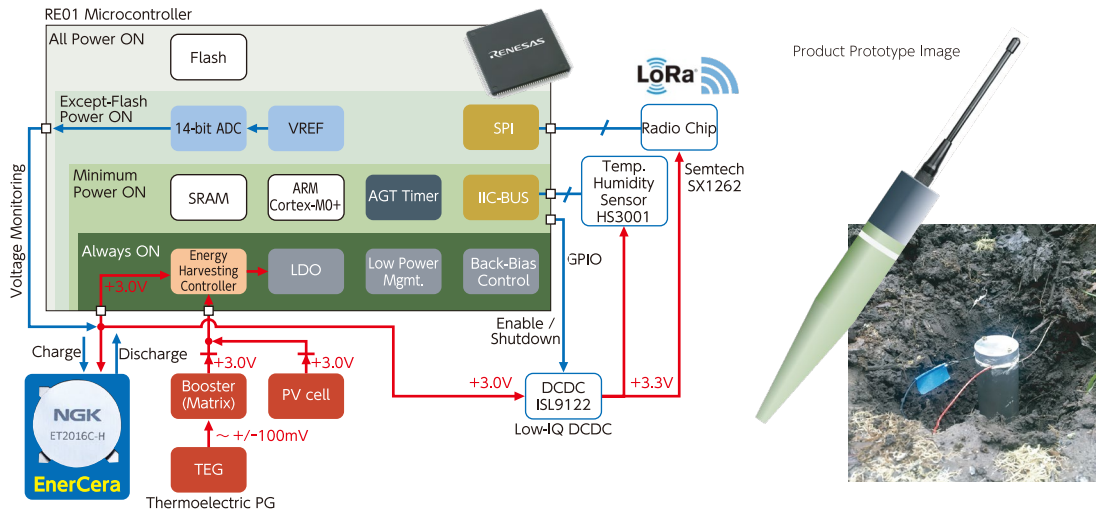 RE01 Microcontroller
All Power ON
Flash
RENESAS
Product Prototype Image
LoRa
Except-Flash
Power ON
14-bit ADC
VREF
SPI
Radio Chip
Semtech
SX1262
Minimum
Power ON
SRAM
ARM
Cortex-M0+
AGT Timer
IIC-BUS
Temp.
Humidity
Sensor
HS3001
Voltage Monitoring
Always ON
Energy
Harvesting
Controller
LDO
Low Power
Mgmt.
Back-Bias
Control
GPIO
+3.0V
Enable /
Shutdown
Charge
Discharge
+3.0V
+3.0V
+3.0V
+3.3V
NGK
ET2016C-H
EnerCera
Booster
(Matrix)
PV cell
DCDC
ISL9122
Low-IQ DCDC
~ +/-100mV
TEG
Thermoelectric PG